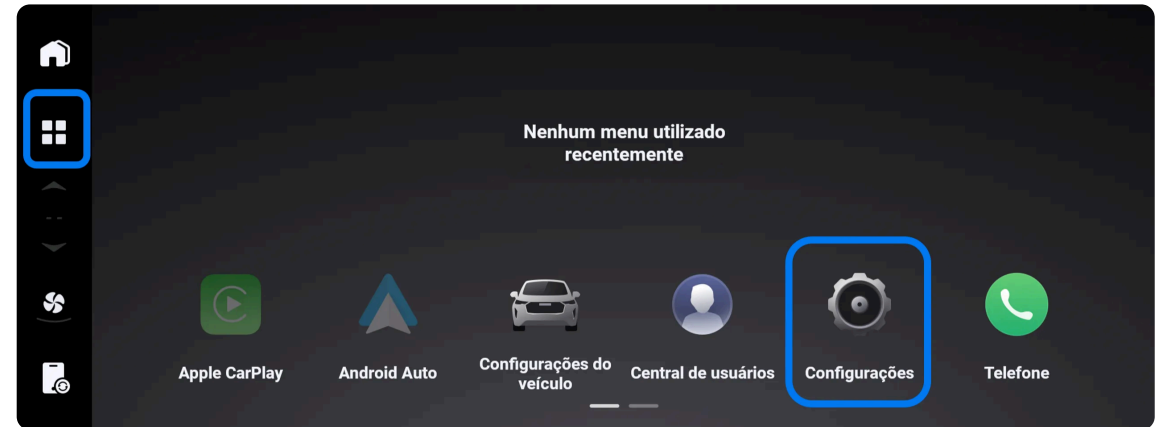 Nenhum menu utilizado
recentemente
--
Apple CarPlay
Android Auto
Configurações do
veículo
Central de usuários
Configurações
Telefone